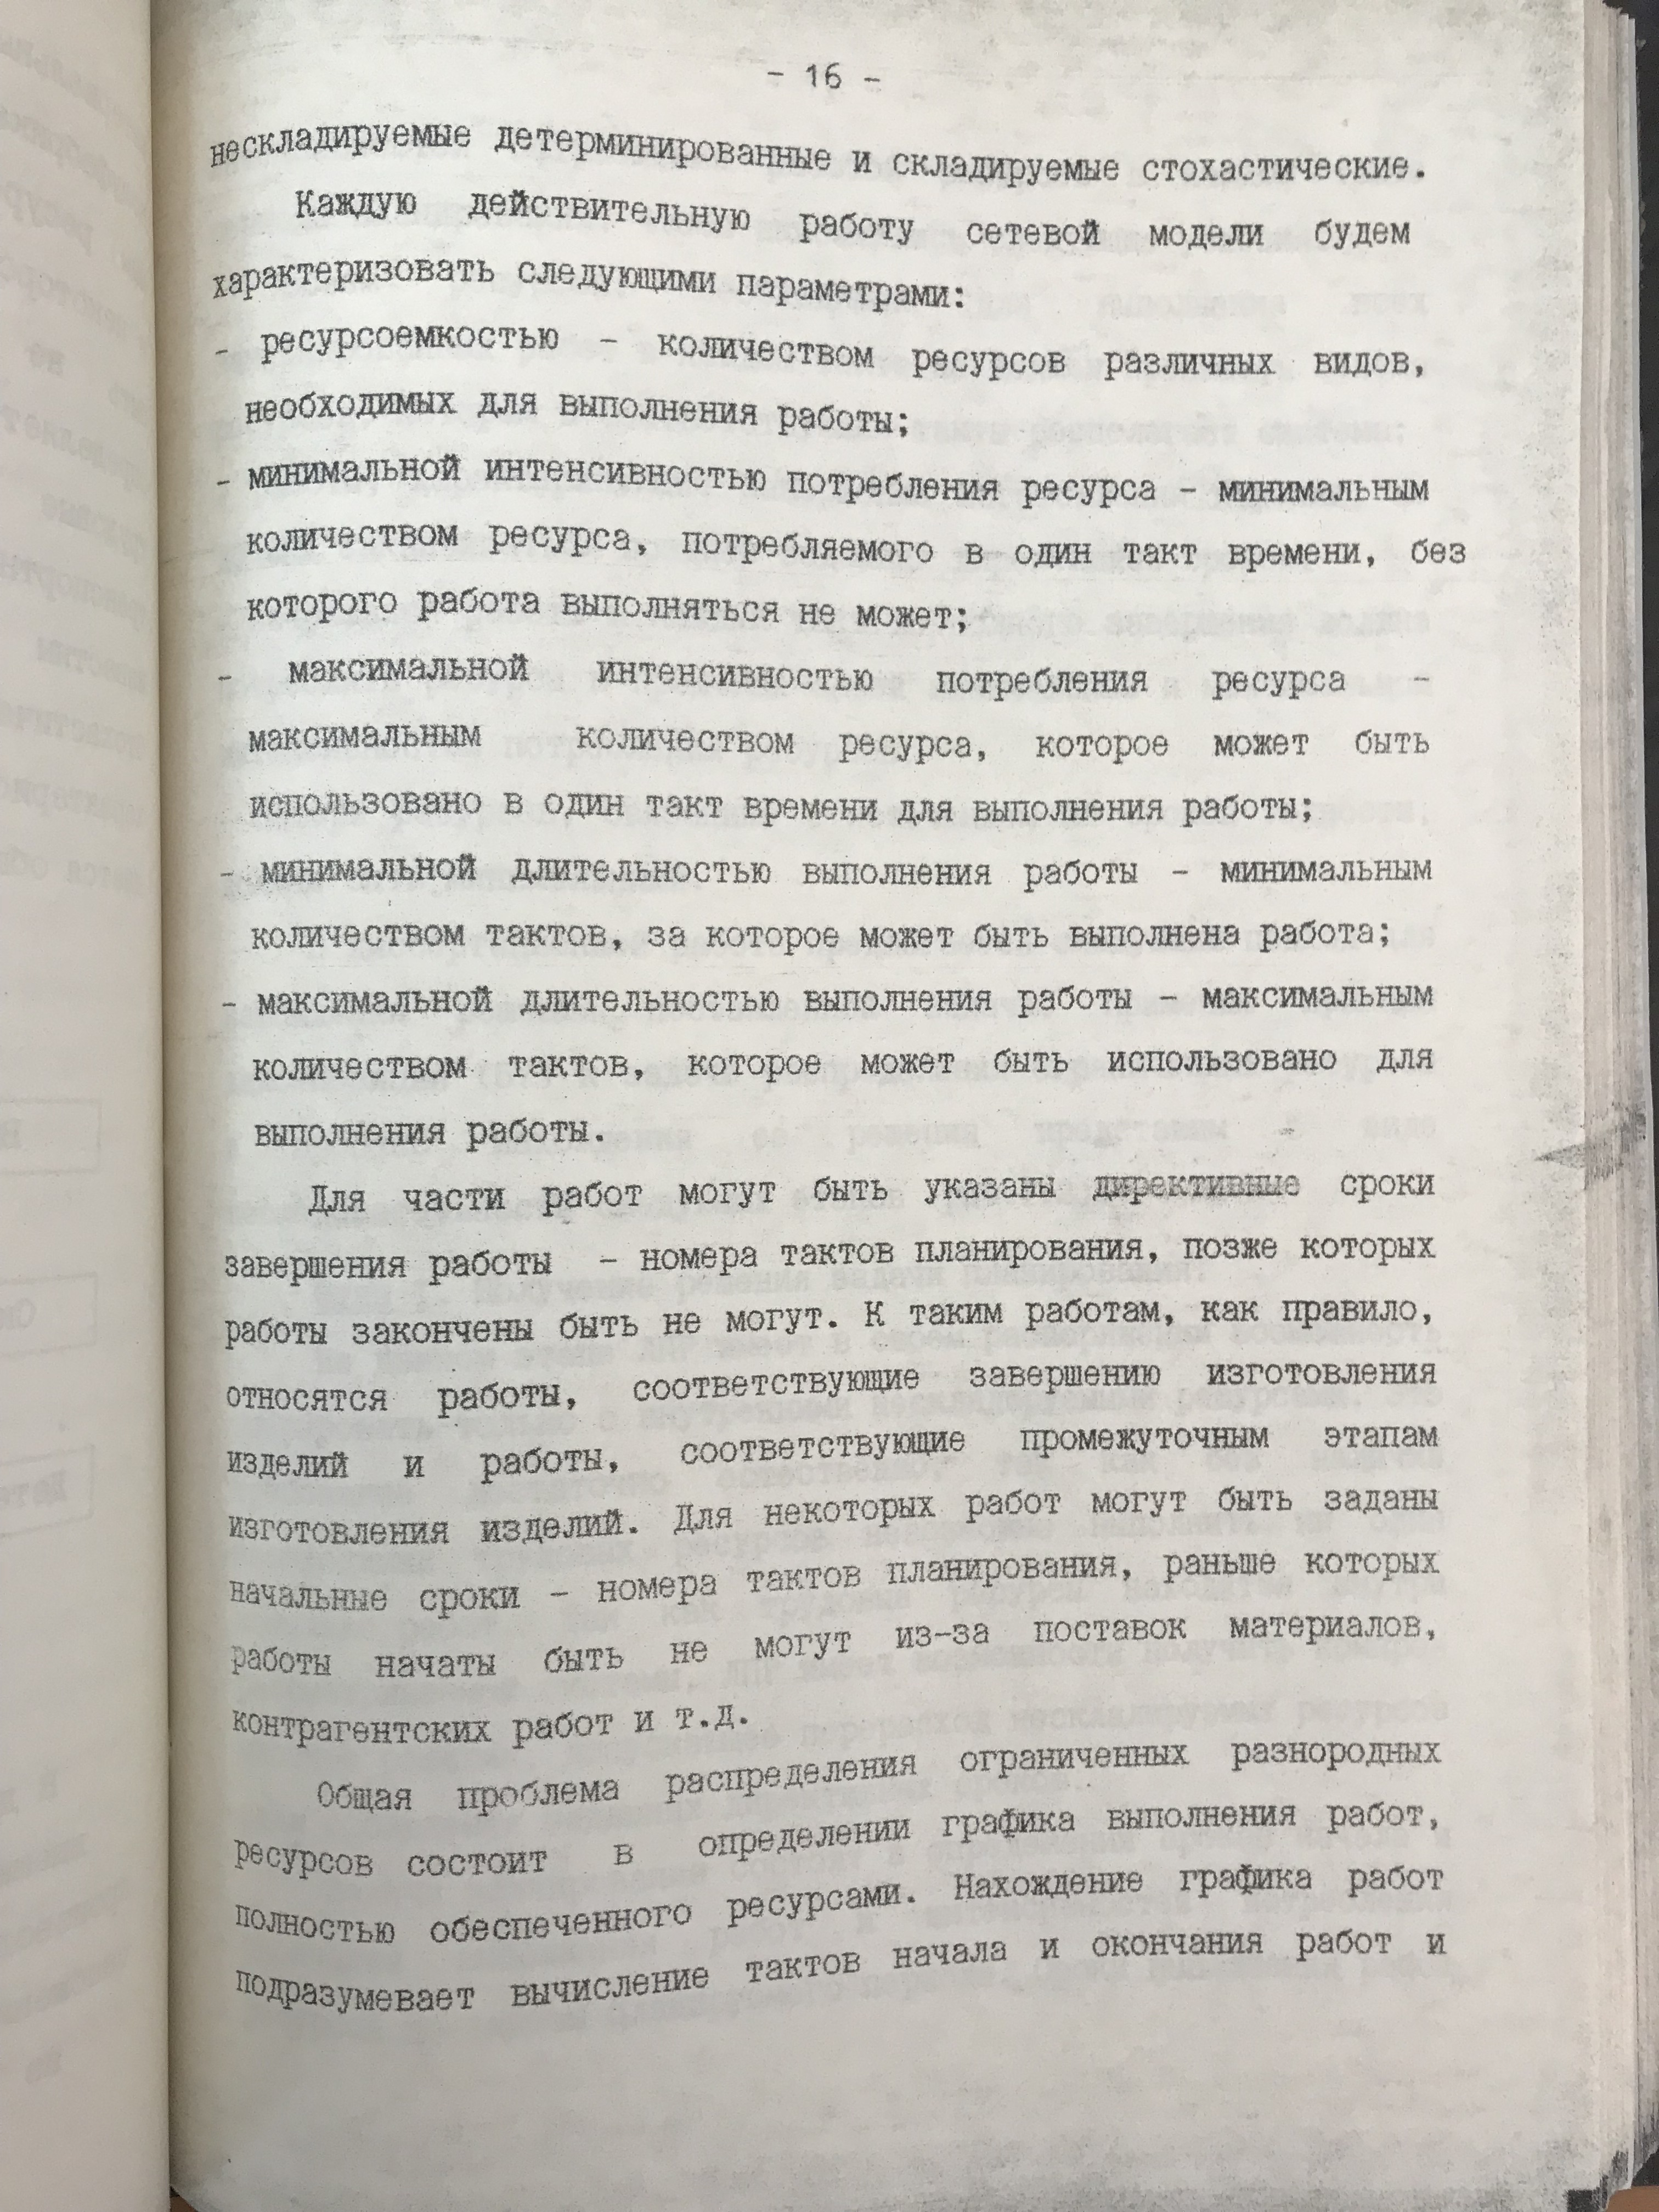 - 16 -
нескладируемые детерминированные и складируемые стохастические.
Каждую действительную работу сетевой модели будем
характеризовать следующими параметрами:
- ресурсоемкостью - количеством ресурсов различных видов,
необходимых для выполнения работы;
- минимальной интенсивностью потребления ресурса - минимальным
количеством ресурса, потребляемого в один такт времени, без
которого работа выполняться не может;
- максимальной интенсивностью потребления ресурса -
максимальным количеством ресурса, которое может быть
использовано в один такт времени для выполнения работы;
- минимальной длительностью выполнения работы - минимальным
количеством тактов, за которое может быть выполнена работа;
- максимальной длительностью выполнения работы - максимальным
количеством тактов, которое может быть использовано для
выполнения работы.
Для части работ могут быть указаны директивные сроки
завершения работы - номера тактов планирования, позже которых
работы закончены быть не могут. К таким работам, как правило,
относятся работы, соответствующие завершению изготовления
изделий и работы, соответствующие промежуточным этапам
изготовления изделий. Для некоторых работ могут быть заданы
начальные сроки - номера тактов планирования, раньше которых
работы начаты быть не могут из-за поставок материалов,
контрагентских работ и т.д.
Общая проблема распределения ограниченных разнородных
ресурсов состоит в определении графика выполнения работ,
полностью обеспеченного ресурсами. Нахождение графика работ
подразумевает вычисление тактов начала и окончания работ и